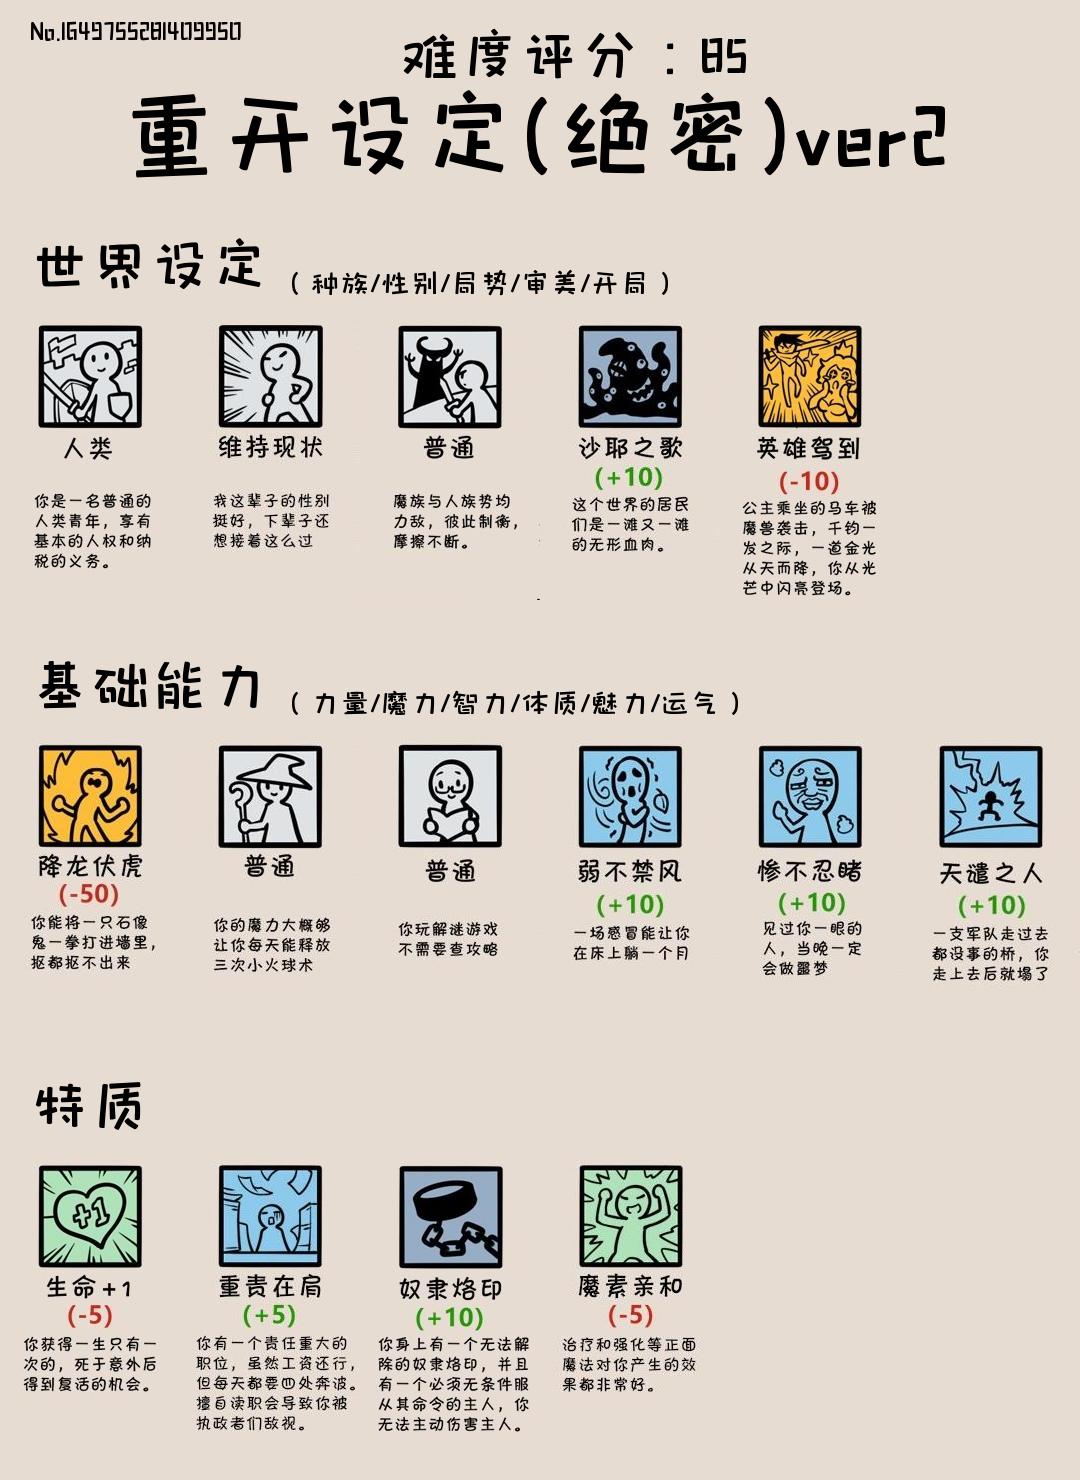 No.1649755281409950
难度评分:85
重开设定(绝密)ver2
世界设定 (种族/性别/局势/审美/开局)
人类
你是一名普通的
人类青年，享有
基本的人权和纳
税的义务。
维持现状
我这辈子的性别
挺好，下辈子还
想接着这么过
普通
魔族与人族势均
力敌，彼此制衡，
摩擦不断。
沙耶之歌
(+10)
这个世界的居民
们是一滩又一滩
的无形血肉。
英雄驾到
(-10)
公主乘坐的马车被
魔兽袭击，千钧一
发之际，一道金光
从天而降，你从光
芒中闪亮登场。
基础能力 (力量/魔力/智力/体质/魅力/运气)
降龙伏虎
(-50)
你能将一只石像
鬼一拳打进墙里，
抠都抠不出来
普通
你的魔力大概够
让你每天能释放
三次小火球术
普通
你玩解谜游戏
不需要查攻略
弱不禁风
(+10)
一场感冒能让你
在床上躺一个月
惨不忍睹
(+10)
见过你一眼的
人，当晚一定
会做噩梦
天谴之人
(+10)
一支军队走过去
都没事的桥，你
走上去后就塌了
特质
生命+1
(-5)
你获得一生只有一
次的，死于意外后
得到复活的机会。
重责在肩
(+5)
你有一个责任重大的
职位，虽然工资还行，
但每天都要四处奔波。
擅自渎职会导致你被
执政者们敌视。
奴隶烙印
(+10)
你身上有一个无法解
除的奴隶烙印，并且
有一个必须无条件服
从其命令的主人，你
无法主动伤害主人。
魔素亲和
(-5)
治疗和强化等正面
魔法对你产生的效
果都非常好。
+1